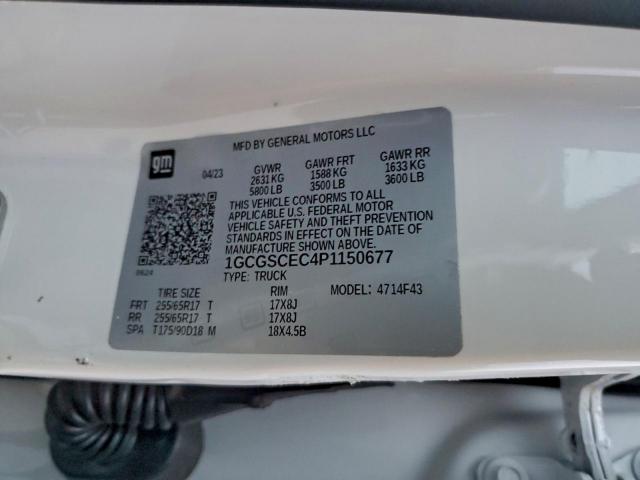 MFD BY GENERAL MOTORS LLC
gm
04/23 GVWR GAWR FRT GAWR RR
2631 KG 1588 KG 1633 KG
5800 LB 3500 LB 3600 LB
THIS VEHICLE CONFORMS TO ALL
APPLICABLE U.S. FEDERAL MOTOR
VEHICLE SAFETY AND THEFT PREVENTION
STANDARDS IN EFFECT ON THE DATE OF
MANUFACTURE SHOWN ABOVE.
0624
1GCGSCEC4P1150677
TYPE: TRUCK
TIRE SIZE RIM MODEL: 4714F43
FRT 255/65R17 T 17X8J
RR 255/65R17 T 17X8J
SPA T175/90D18 M 18X4.5B